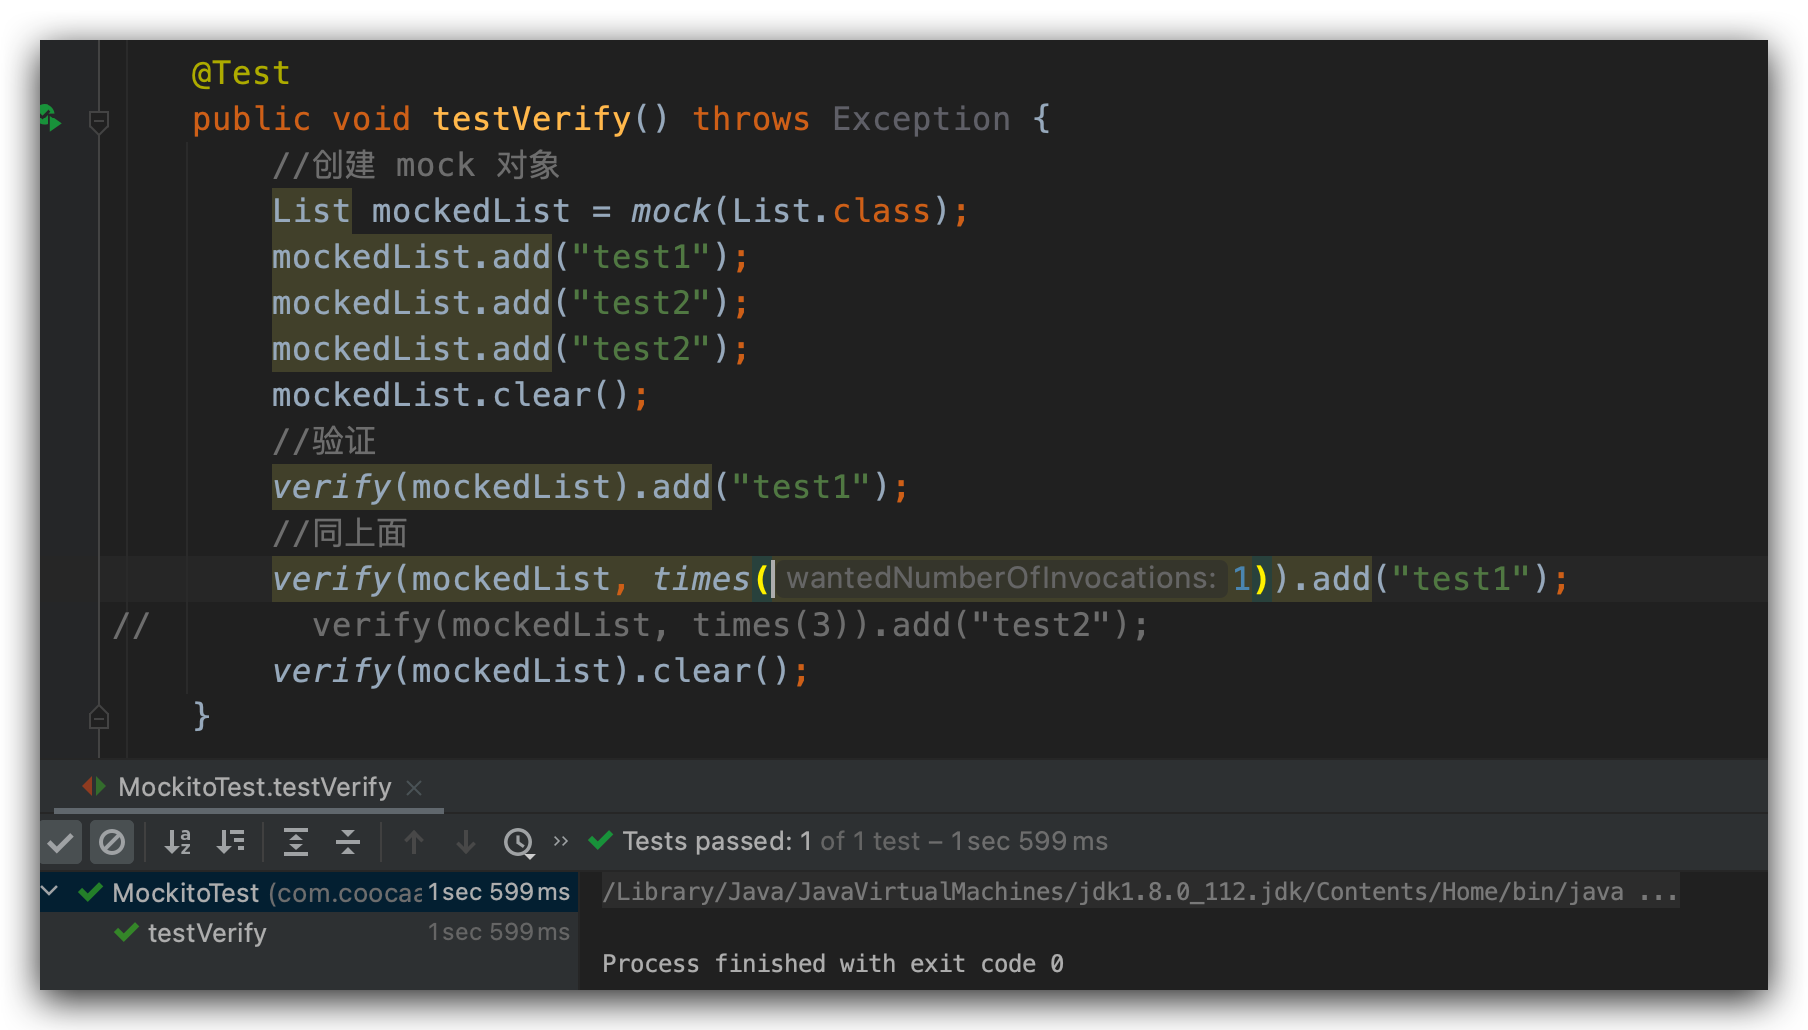 @Test
public void testVerify() throws Exception {
//创建 mock 对象
List mockedList = mock(List.class);
mockedList.add("test1");
mockedList.add("test2");
mockedList.add("test2");
mockedList.clear();
//验证
verify(mockedList).add("test1");
//同上面
verify(mockedList, times( wantedNumberOfInvocations: 1)).add("test1");
// verify(mockedList, times(3)).add("test2");
verify(mockedList).clear();
}
MockitoTest.testVerify ×
Tests passed: 1 of 1 test – 1 sec 599 ms
MockitoTest (com.coocaa 1 sec 599 ms
testVerify 1 sec 599 ms
/Library/Java/JavaVirtualMachines/jdk1.8.0_112.jdk/Contents/Home/bin/java ...
Process finished with exit code 0